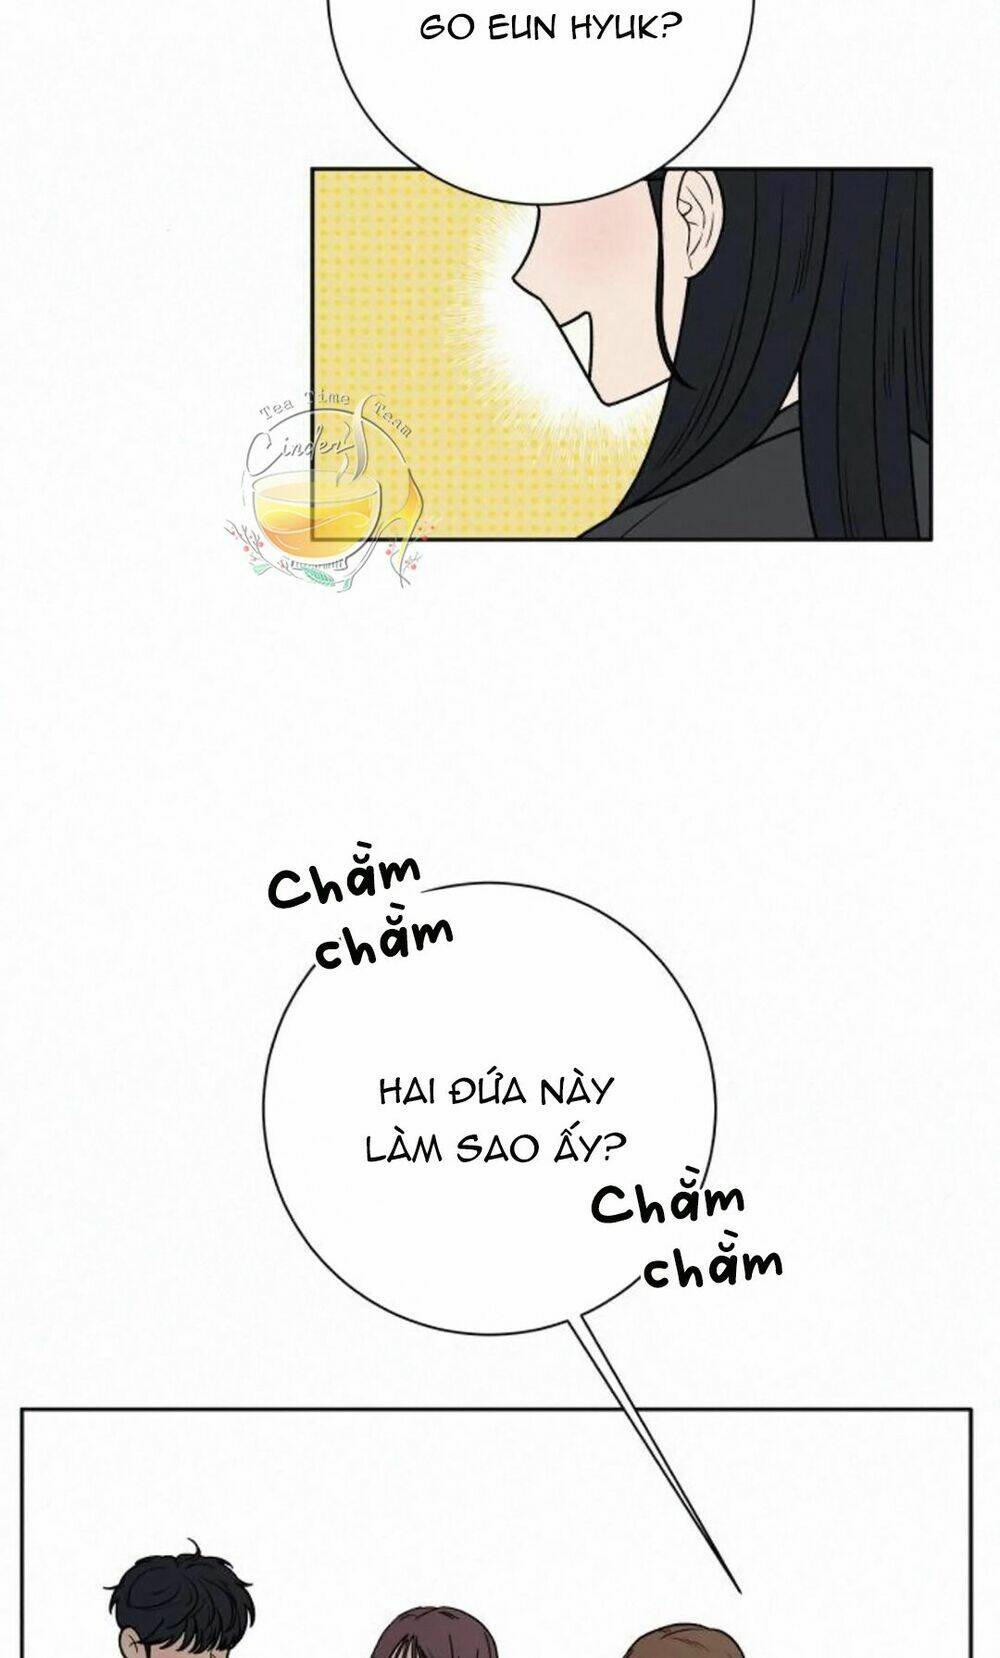 GO EUN HYUK?
Tea Time Team
Cinder
Chằm
chằm
HAI ĐỨA NÀY
LÀM SAO ẤY?
Chằm
chằm